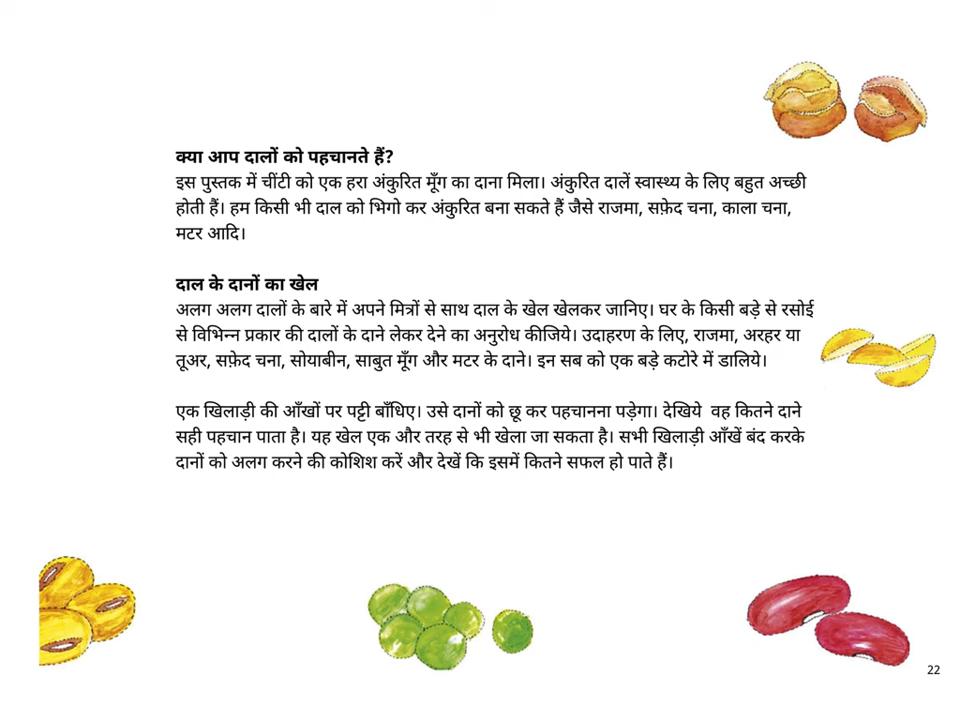 क्या आप दालों को पहचानते हैं?
इस पुस्तक में चींटी को एक हरा अंकुरित मूँग का दाना मिला। अंकुरित दालें स्वास्थ्य के लिए बहुत अच्छी
होती हैं। हम किसी भी दाल को भिगो कर अंकुरित बना सकते हैं जैसे राजमा, सफ़ेद चना, काला चना,
मटर आदि।
दाल के दानों का खेल
अलग अलग दालों के बारे में अपने मित्रों से साथ दाल के खेल खेलकर जानिए। घर के किसी बड़े से रसोई
से विभिन्न प्रकार की दालों के दाने लेकर देने का अनुरोध कीजिये। उदाहरण के लिए, राजमा, अरहर या
तूअर, सफ़ेद चना, सोयाबीन, साबुत मूँग और मटर के दाने। इन सब को एक बड़े कटोरे में डालिये।
एक खिलाड़ी की आँखों पर पट्टी बाँधिए। उसे दानों को छू कर पहचानना पड़ेगा। देखिये वह कितने दाने
सही पहचान पाता है। यह खेल एक और तरह से भी खेला जा सकता है। सभी खिलाड़ी आँखें बंद करके
दानों को अलग करने की कोशिश करें और देखें कि इसमें कितने सफल हो पाते हैं।
22